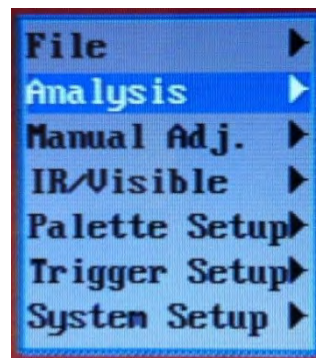 File
Analysis
Manual Adj.
IR/Visible
Palette Setup
Trigger Setup
System Setup